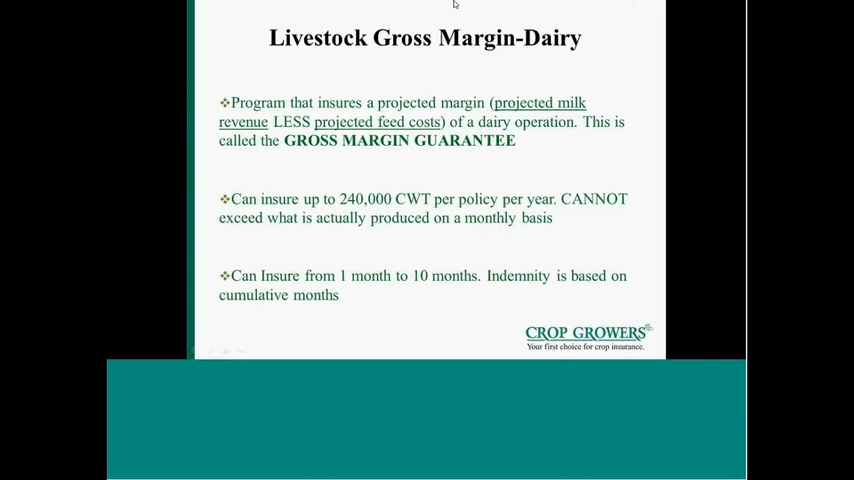 Livestock Gross Margin-Dairy
❖Program that insures a projected margin (projected milk
revenue LESS projected feed costs) of a dairy operation. This is
called the GROSS MARGIN GUARANTEE
❖Can insure up to 240,000 CWT per policy per year. CANNOT
exceed what is actually produced on a monthly basis
❖Can Insure from 1 month to 10 months. Indemnity is based on
cumulative months
CROP GROWERS
Your first choice for crop insurance.